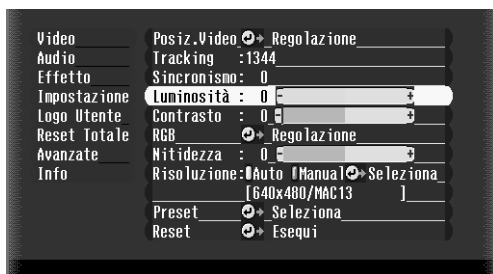 Video
Audio
Effetto
Impostazione
Logo Utente
Reset Totale
Avanzate
Info
Posiz.Video Regolazione
Tracking :1344
Sincronismo: 0
Luminosità : 0 - +
Contrasto : 0 - +
RGB Regolazione
Nitidezza : 0 - +
Risoluzione: Auto Manual Seleziona
[640x480/MAC13 ]
Preset Seleziona
Reset Esegui